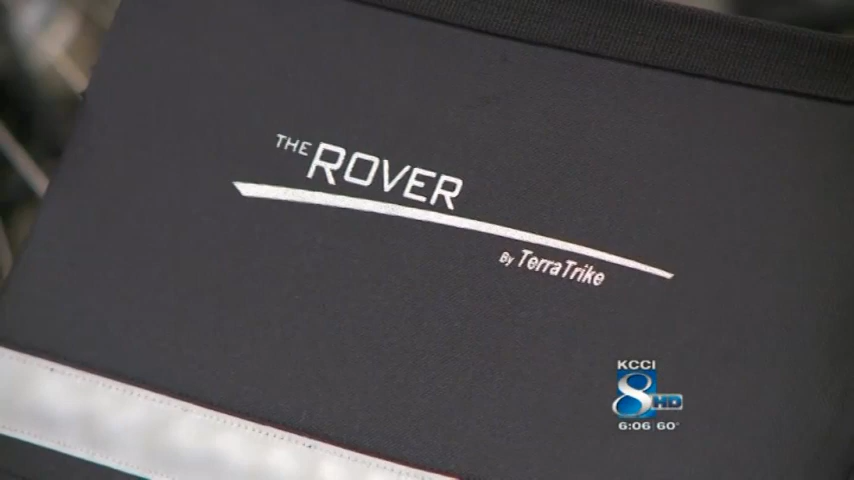 THE ROVER
By TerraTrike
KCCI
8 HD
6:06 60°